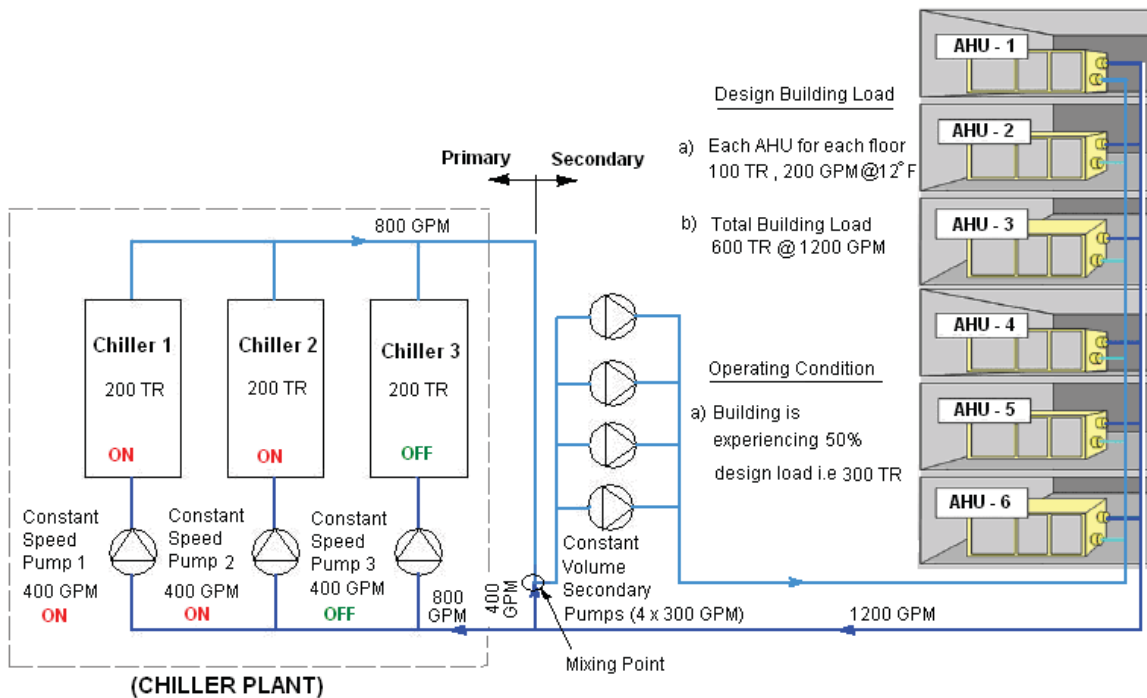 AHU - 1
Design Building Load
AHU - 2
a) Each AHU for each floor
100 TR , 200 GPM @12°F
Primary
Secondary
AHU - 3
b) Total Building Load
600 TR @ 1200 GPM
800 GPM
Chiller 1
200 TR
ON
Chiller 2
200 TR
ON
Chiller 3
200 TR
OFF
AHU - 4
Operating Condition
a) Building is
experiencing 50%
design load i.e 300 TR
AHU - 5
AHU - 6
Constant
Speed
Pump 1
400 GPM
ON
Constant
Speed
Pump 2
400 GPM
ON
Constant
Speed
Pump 3
400 GPM
OFF
800
GPM
400
GPM
Constant
Volume
Secondary
Pumps (4 x 300 GPM)
1200 GPM
Mixing Point
(CHILLER PLANT)